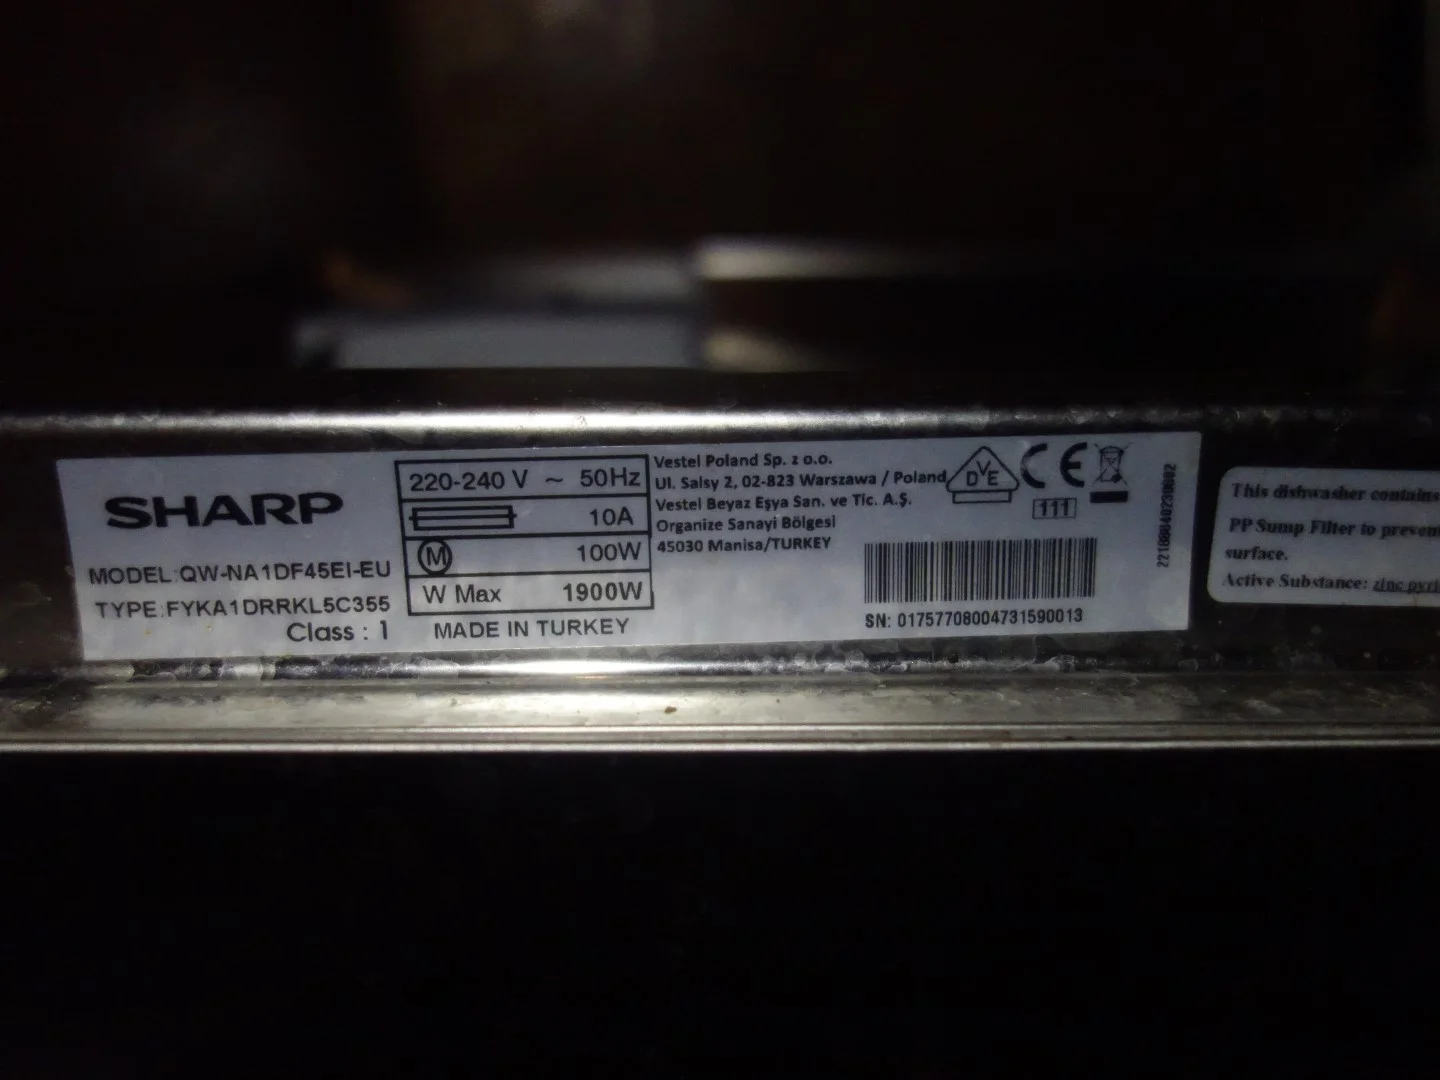 SHARP
MODEL:QW-NA1DF45EI-EU
TYPE:FYKA1DRRKL5C355
Class : 1
220-240 V ~ 50Hz
10A
M 100W
W Max 1900W
MADE IN TURKEY
Vestel Poland Sp. z o.o.
Ul. Salsy 2, 02-823 Warszawa / Poland
Vestel Beyaz Eşya San. ve Tic. A.Ş.
Organize Sanayi Bölgesi
45030 Manisa/TURKEY
DVE
CE
111
SN: 01757708004731590013
This dishwasher contains
PP Sump Filter to preven
surface.
Active Substance: zinc pyri